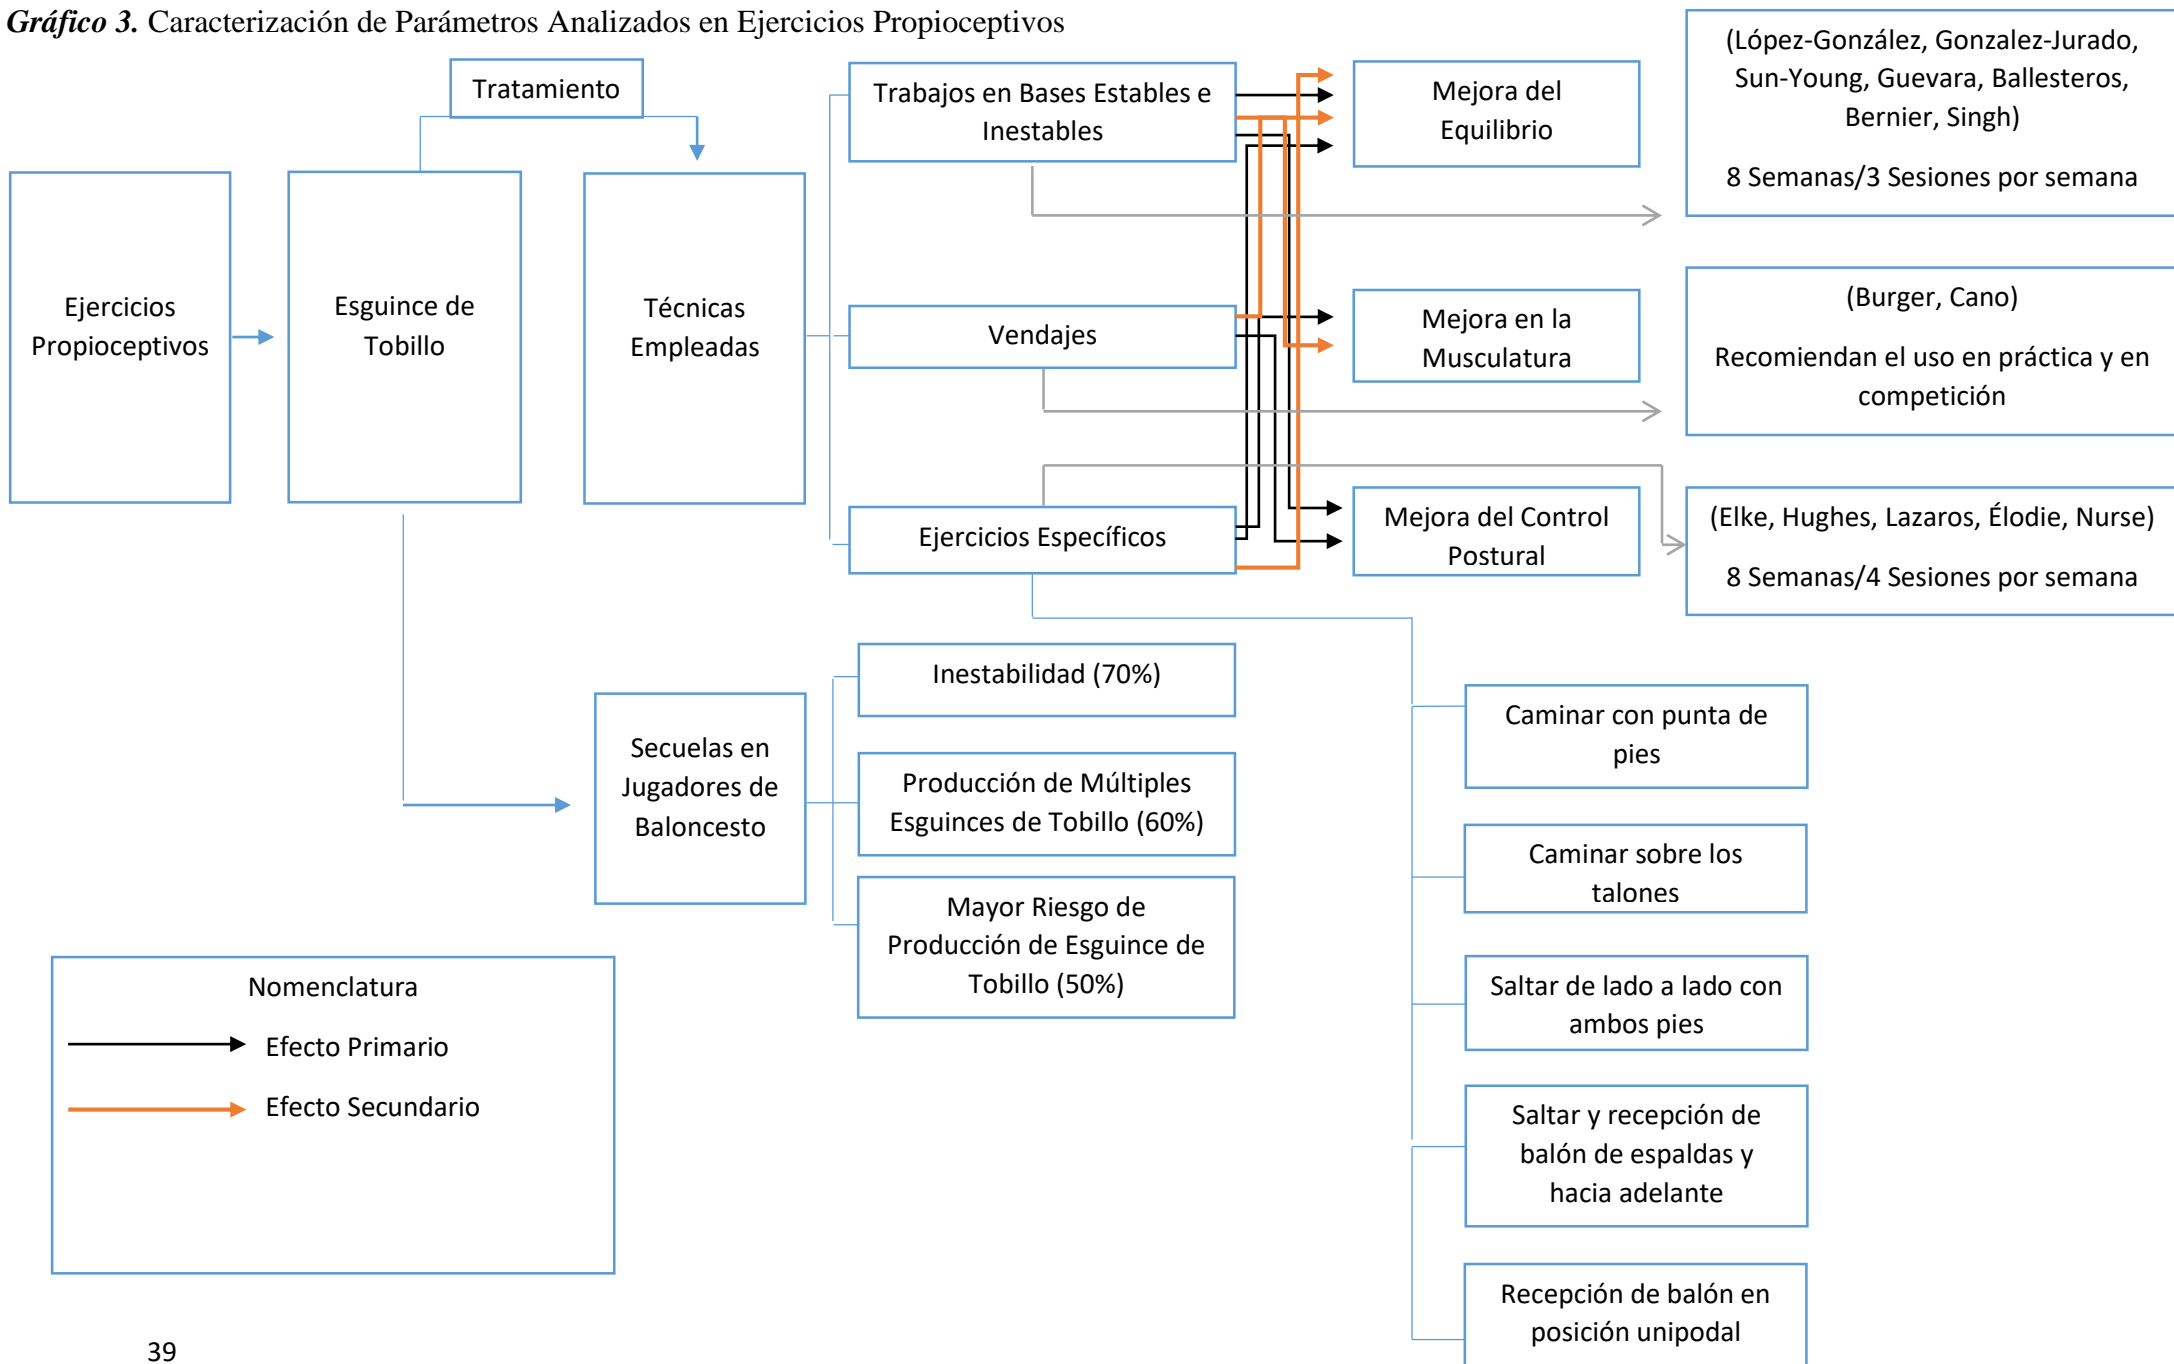 Gráfico 3. Caracterización de Parámetros Analizados en Ejercicios Propioceptivos
Tratamiento
Ejercicios
Propioceptivos
Esguince de
Tobillo
Técnicas
Empleadas
Trabajos en Bases Estables e
Inestables
Vendajes
Ejercicios Específicos
Mejora del
Equilibrio
Mejora en la
Musculatura
Mejora del Control
Postural
(López-González, Gonzalez-Jurado,
Sun-Young, Guevara, Ballesteros,
Bernier, Singh)
8 Semanas/3 Sesiones por semana
(Burger, Cano)
Recomiendan el uso en práctica y en
competición
(Elke, Hughes, Lazaros, Élodie, Nurse)
8 Semanas/4 Sesiones por semana
Secuelas en
Jugadores de
Baloncesto
Inestabilidad (70%)
Producción de Múltiples
Esguinces de Tobillo (60%)
Mayor Riesgo de
Producción de Esguince de
Tobillo (50%)
Caminar con punta de
pies
Caminar sobre los
talones
Saltar de lado a lado con
ambos pies
Saltar y recepción de
balón de espaldas y
hacia adelante
Recepción de balón en
posición unipodal
Nomenclatura
Efecto Primario
Efecto Secundario
39